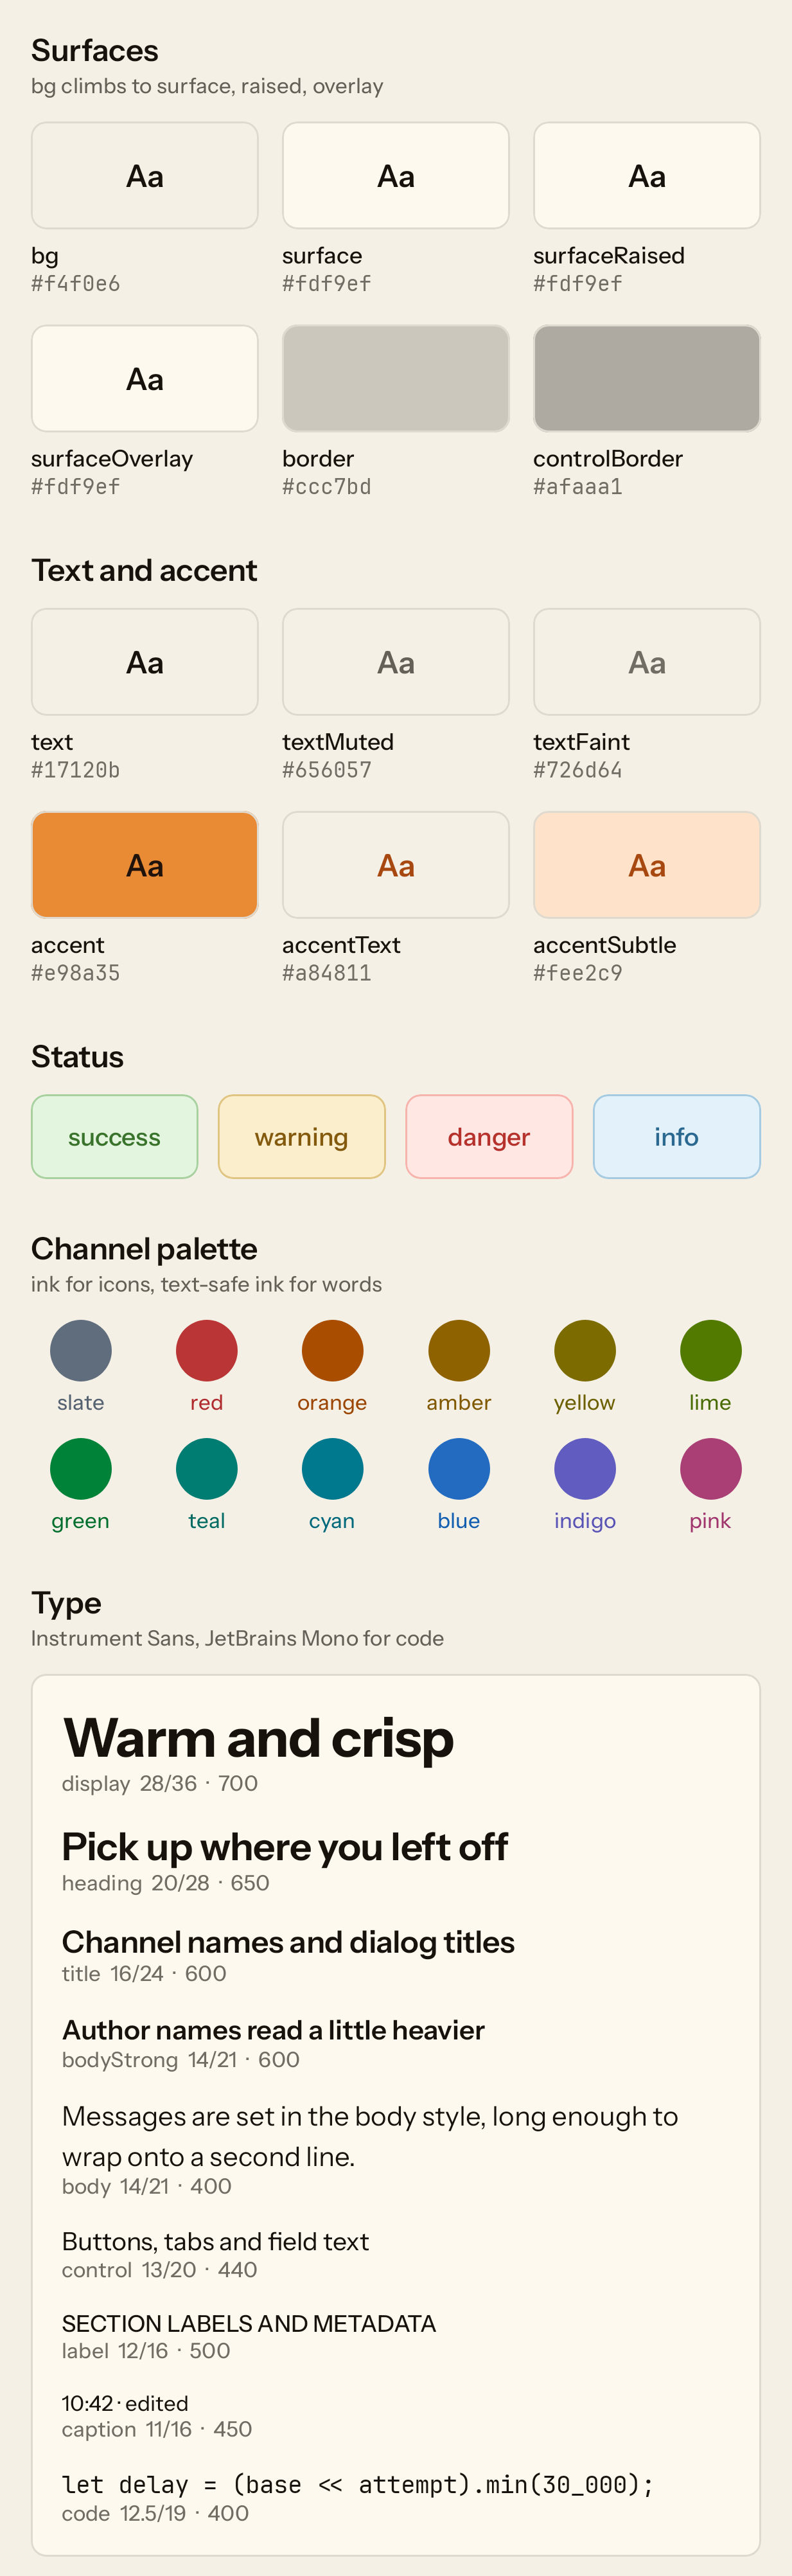 Surfaces
bg climbs to surface, raised, overlay
Aa Aa Aa
bg surface surfaceRaised
#f4f0e6 #fdf9ef #fdf9ef
Aa
surfaceOverlay border controlBorder
#fdf9ef #ccc7bd #afaaa1
Text and accent
Aa Aa Aa
text textMuted textFaint
#17120b #656057 #726d64
Aa Aa Aa
accent accentText accentSubtle
#e98a35 #a84811 #fee2c9
Status
success warning danger info
Channel palette
ink for icons, text-safe ink for words
slate red orange amber yellow lime
green teal cyan blue indigo pink
Type
Instrument Sans, JetBrains Mono for code
Warm and crisp
display 28/36 · 700
Pick up where you left off
heading 20/28 · 650
Channel names and dialog titles
title 16/24 · 600
Author names read a little heavier
bodyStrong 14/21 · 600
Messages are set in the body style, long enough to
wrap onto a second line.
body 14/21 · 400
Buttons, tabs and field text
control 13/20 · 440
SECTION LABELS AND METADATA
label 12/16 · 500
10:42 · edited
caption 11/16 · 450
let delay = (base << attempt).min(30_000);
code 12.5/19 · 400